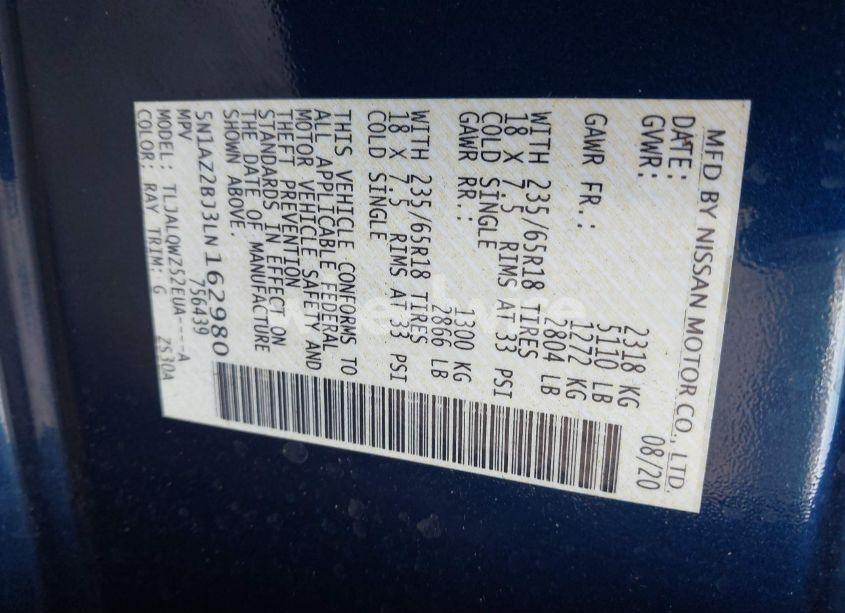 MFD BY NISSAN MOTOR CO., LTD.
DATE: 08/20
GVWR: 2318 KG
5110 LB
GAWR FR.: 1272 KG
2804 LB
WITH 235/65R18 TIRES
18 X 7.5 RIMS AT 33 PSI
COLD SINGLE
GAWR RR.: 1300 KG
2866 LB
WITH 235/65R18 TIRES
18 X 7.5 RIMS AT 33 PSI
COLD SINGLE
THIS VEHICLE CONFORMS TO
ALL APPLICABLE FEDERAL
MOTOR VEHICLE SAFETY AND
THEFT PREVENTION
STANDARDS IN EFFECT ON
THE DATE OF MANUFACTURE
SHOWN ABOVE:
5N1AZ2BJ3LN162980
MPV 756439
MODEL: TLJALQWZ52EUA----A
COLOR: RAY TRIM: G ZS30A